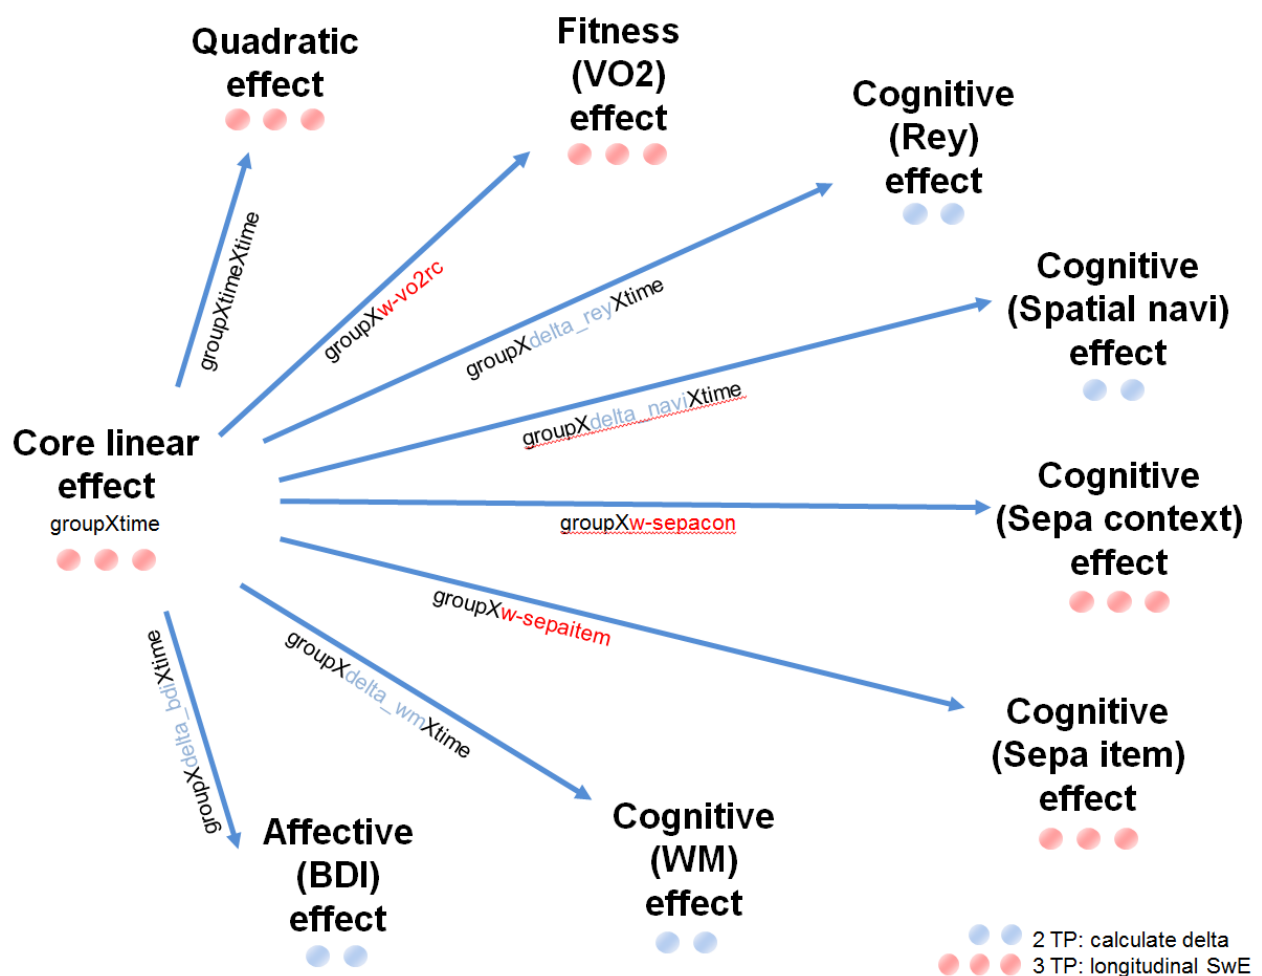 Quadratic
effect
Fitness
(VO2)
effect
Cognitive
(Rey)
effect
groupXtimeXtime
groupXw-vo2rc
groupXdelta_reyXtime
Cognitive
(Spatial navi)
effect
groupXdelta_naviXtime
Core linear
effect
groupXtime
groupXw-sepacon
Cognitive
(Sepa context)
effect
groupXw-sepaitem
groupXdelta_wmXtime
groupXdelta_bdiXtime
Cognitive
(Sepa item)
effect
Affective
(BDI)
effect
Cognitive
(WM)
effect
2 TP: calculate delta
3 TP: longitudinal SwE